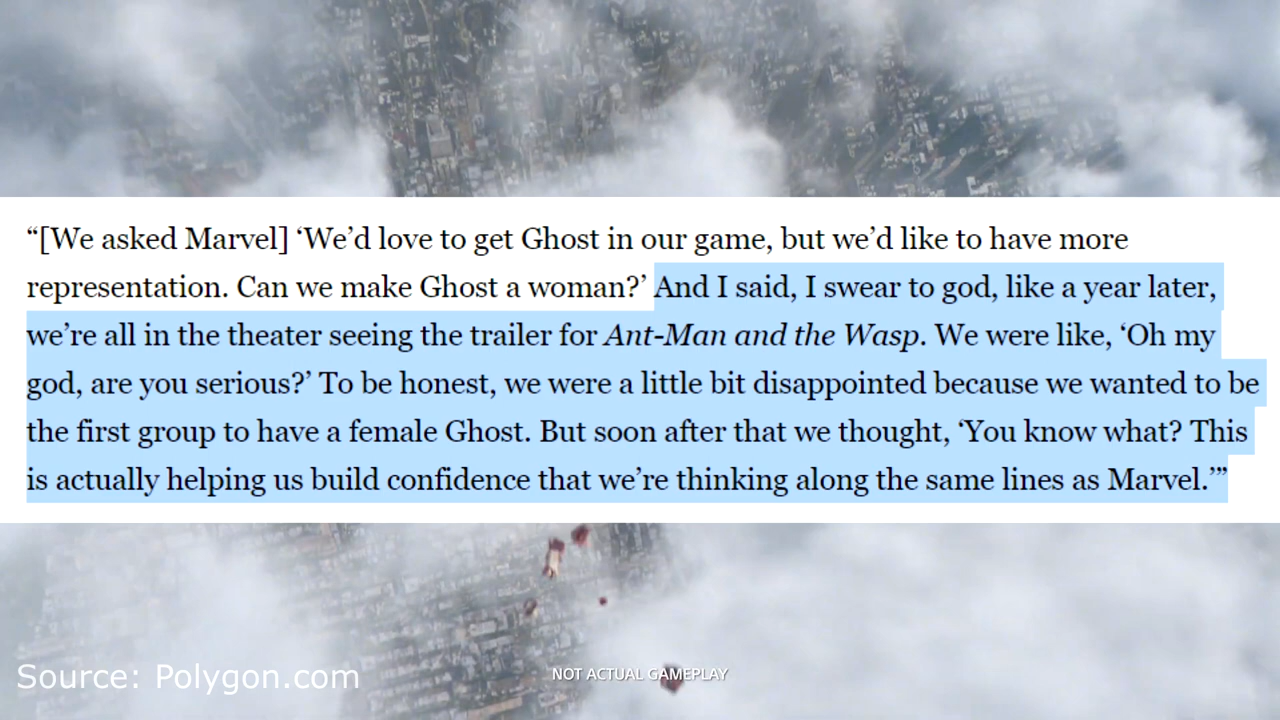 “[We asked Marvel] ‘We’d love to get Ghost in our game, but we’d like to have more
representation. Can we make Ghost a woman?’ And I said, I swear to god, like a year later,
we’re all in the theater seeing the trailer for Ant-Man and the Wasp. We were like, ‘Oh my
god, are you serious?’ To be honest, we were a little bit disappointed because we wanted to be
the first group to have a female Ghost. But soon after that we thought, ‘You know what? This
is actually helping us build confidence that we’re thinking along the same lines as Marvel.’”
Source: Polygon.com
NOT ACTUAL GAMEPLAY